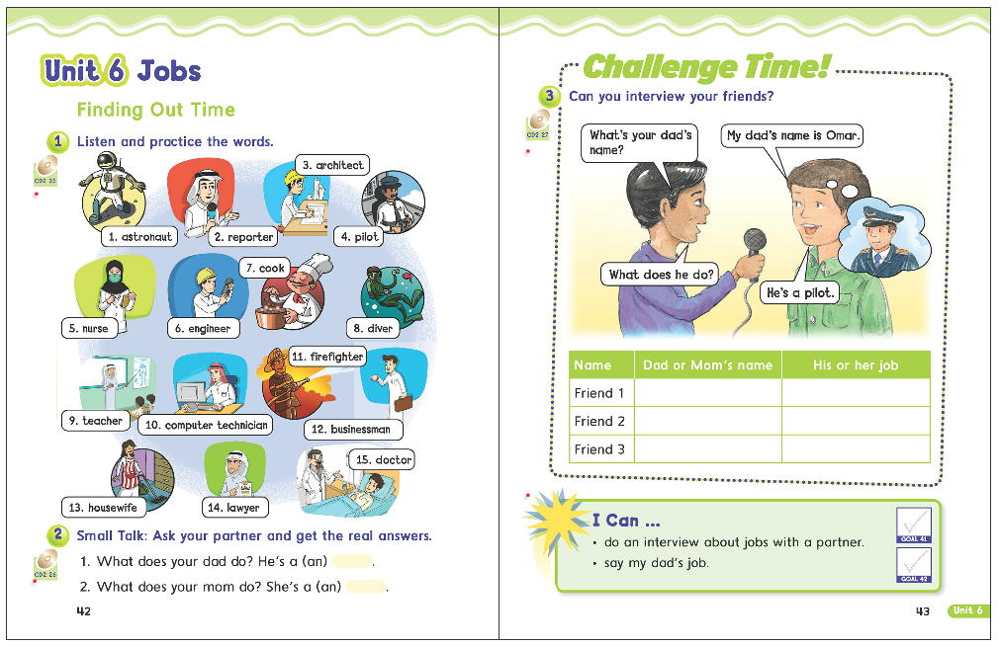 Unit 6 Jobs
Finding Out Time
1 Listen and practice the words.
CD2 25
1. astronaut
2. reporter
3. architect
4. pilot
5. nurse
6. engineer
7. cook
8. diver
9. teacher
10. computer technician
11. firefighter
12. businessman
13. housewife
14. lawyer
LAW
15. doctor
2 Small Talk: Ask your partner and get the real answers.
CD2 26
1. What does your dad do? He's a (an) .
2. What does your mom do? She's a (an) .
42
Challenge Time!
3 Can you interview your friends?
CD2 27
What's your dad's
name?
My dad's name is Omar.
What does he do?
He's a pilot.
Name Dad or Mom's name His or her job
Friend 1
Friend 2
Friend 3
I Can ...
• do an interview about jobs with a partner.
GOAL 41
• say my dad's job.
GOAL 42
43
Unit 6